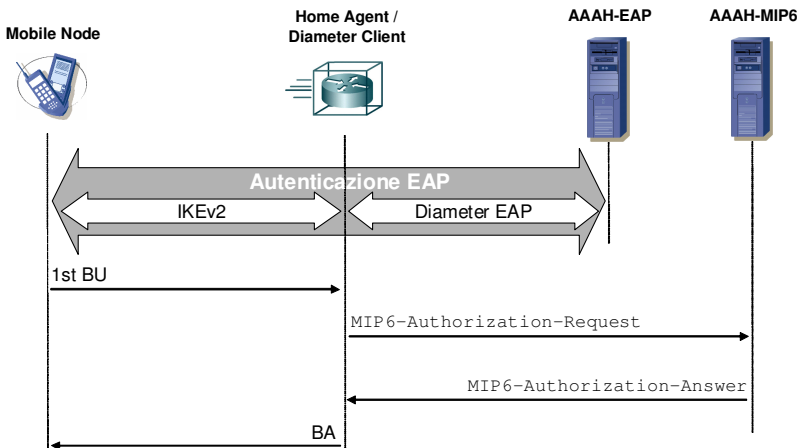 Mobile Node
Home Agent /
Diameter Client
AAAH-EAP
AAAH-MIP6
Autenticazione EAP
IKEv2
Diameter EAP
1st BU
MIP6-Authorization-Request
MIP6-Authorization-Answer
BA